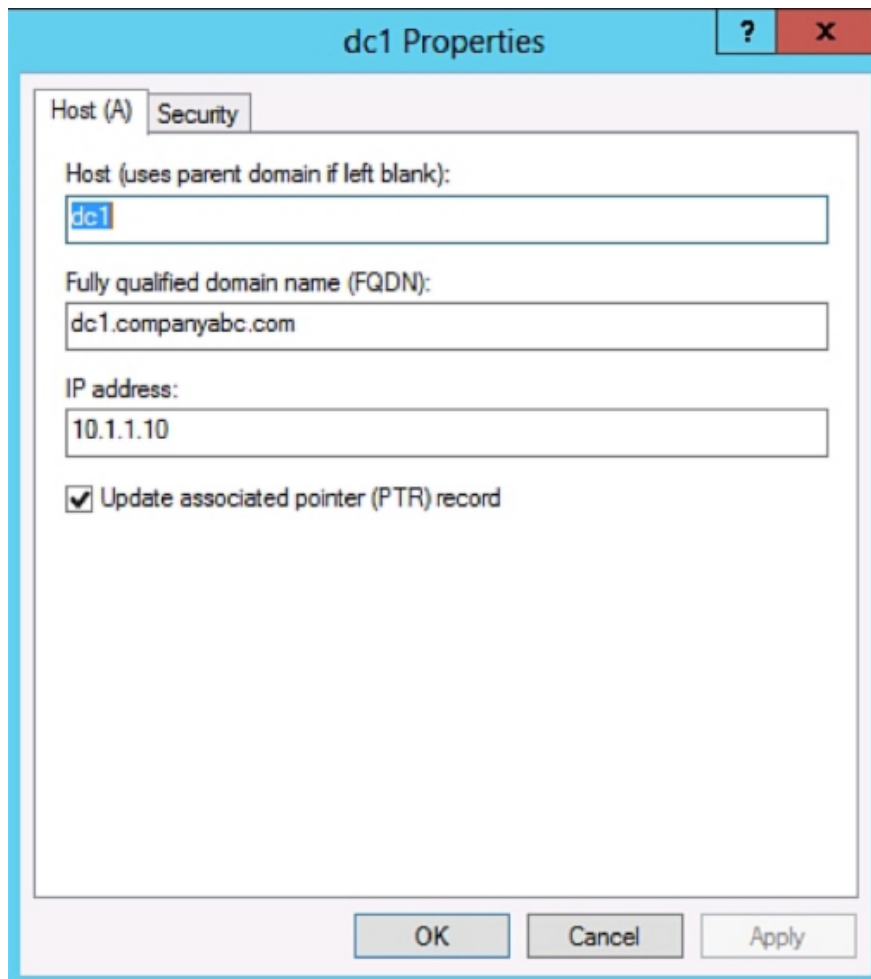 dc1 Properties
?
x
Host (A)
Security
Host (uses parent domain if left blank):
dc1
Fully qualified domain name (FQDN):
dc1.companyabc.com
IP address:
10.1.1.10
Update associated pointer (PTR) record
OK
Cancel
Apply